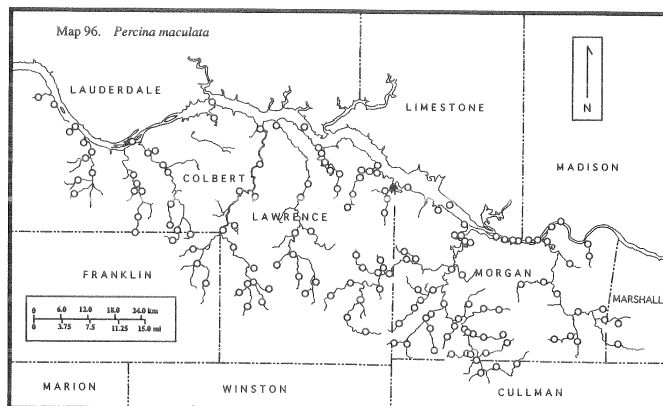 Map 96. Percina maculata
LAUDERDALE
LIMESTONE
N
MADISON
COLBERT
LAWRENCE
FRANKLIN
MORGAN
MARSHALL
0 6.0 12.0 18.0 24.0 km
0 3.75 7.5 11.25 15.0 mi
MARION
WINSTON
CULLMAN